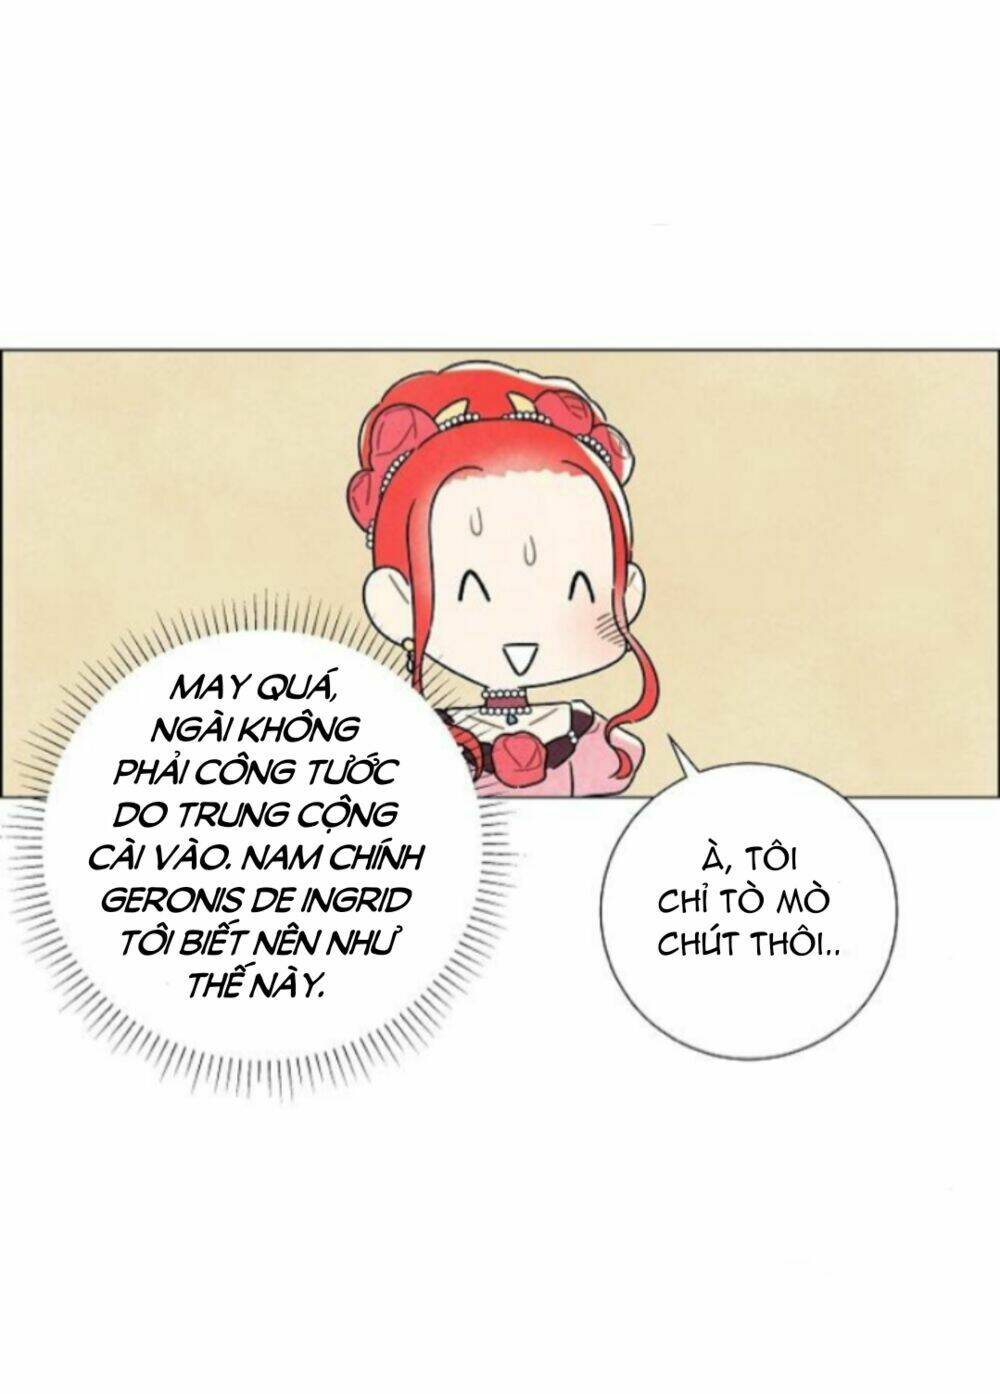 MAY QUÁ,
NGÀI KHÔNG
PHẢI CÔNG TƯỚC
DO TRUNG CỘNG
CÀI VÀO. NAM CHÍNH
GERONIS DE INGRID
TÔI BIẾT NÊN NHƯ
THẾ NÀY.
À, TÔI
CHỈ TÒ MÒ
CHÚT THÔI..